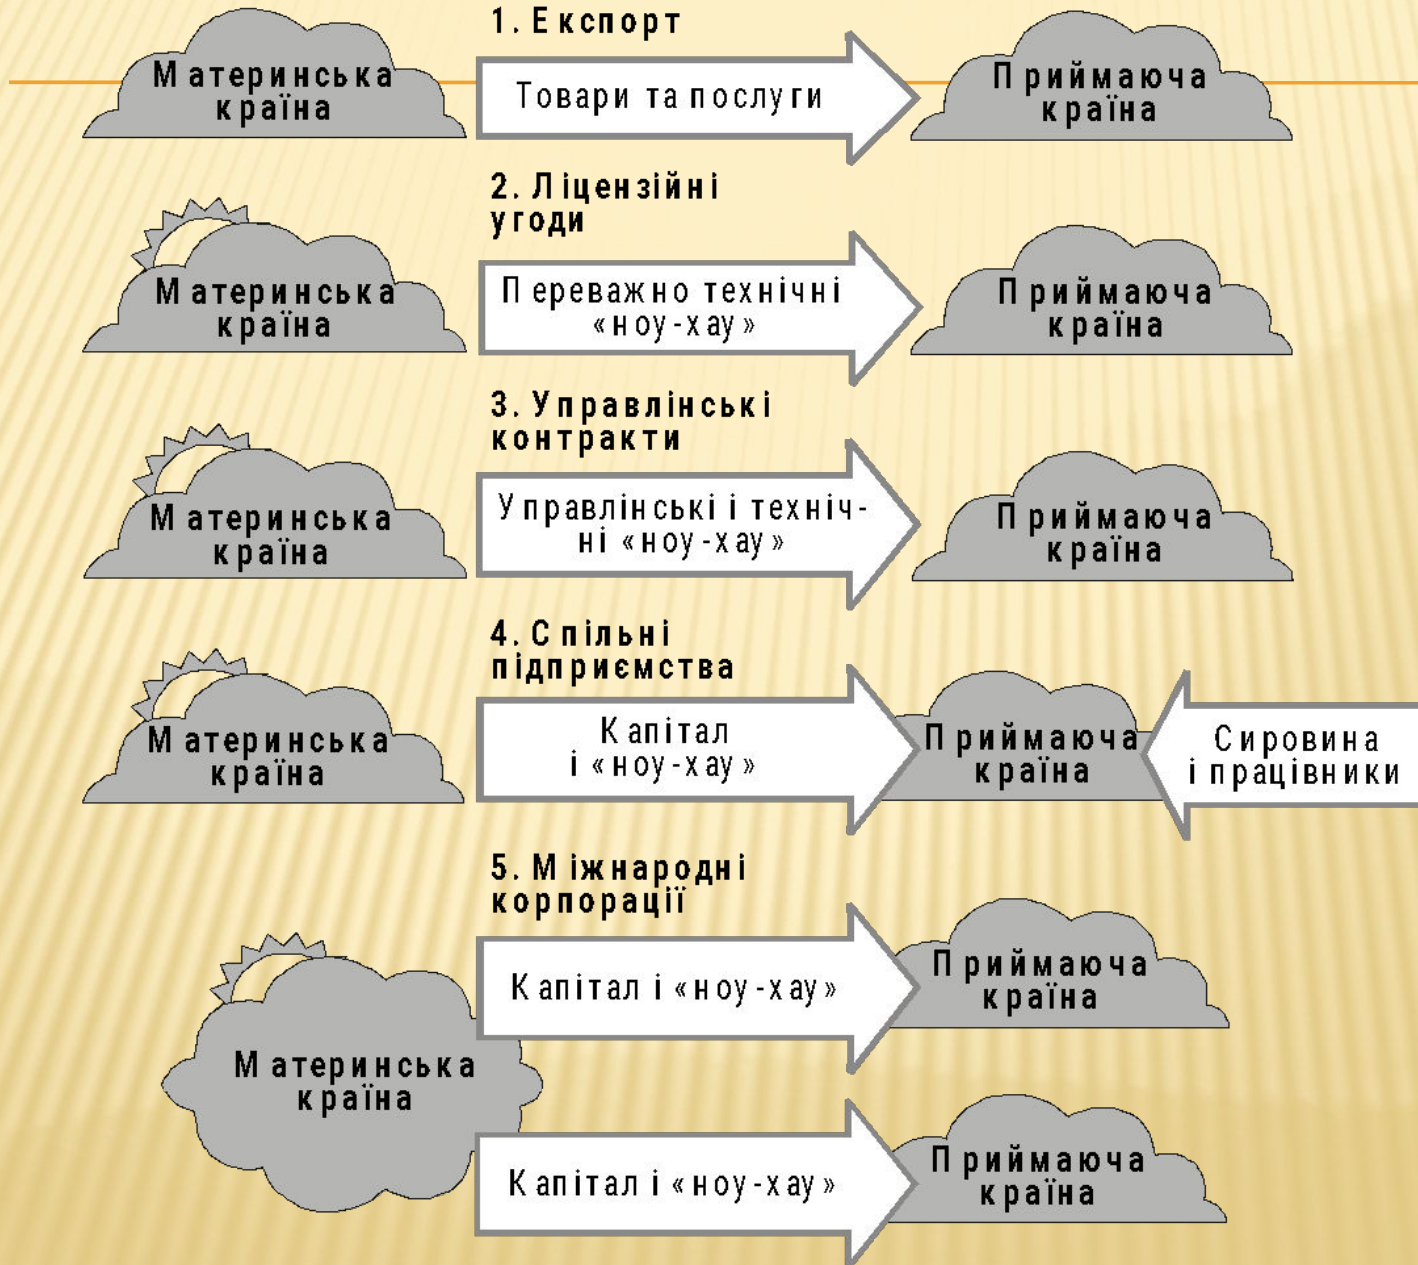 1. Експорт
Материнська
країна
Товари та послуги
Приймаюча
країна
2. Ліцензійні
угоди
Материнська
країна
Переважно технічні
«ноу-хау»
Приймаюча
країна
3. Управлінські
контракти
Материнська
країна
Управлінські і техніч-
ні «ноу-хау»
Приймаюча
країна
4. Спільні
підприємства
Материнська
країна
Капітал
і «ноу-хау»
Приймаюча
країна
Сировина
і працівники
5. Міжнародні
корпорації
Материнська
країна
Капітал і «ноу-хау»
Приймаюча
країна
Капітал і «ноу-хау»
Приймаюча
країна